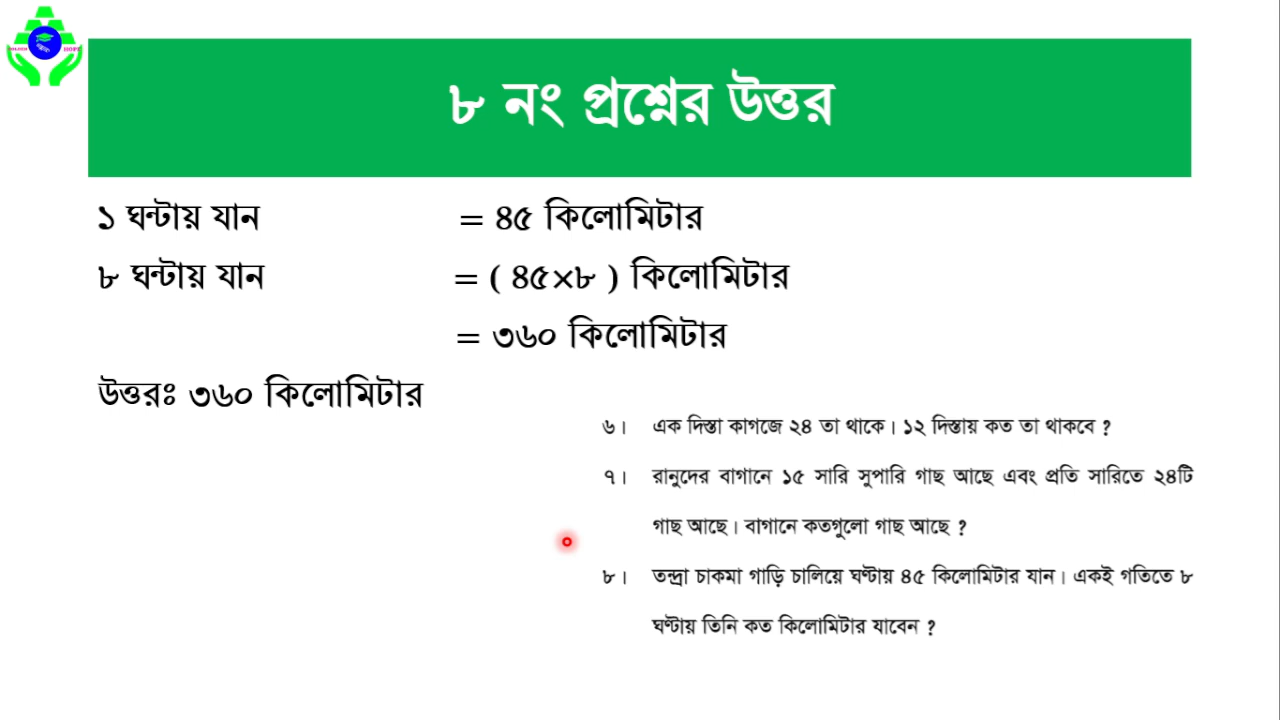 HOPE
৮ নং প্রশ্নের উত্তর
১ ঘন্টায় যান = ৪৫ কিলোমিটার
৮ ঘন্টায় যান = ( ৪৫×৮ ) কিলোমিটার
= ৩৬০ কিলোমিটার
উত্তরঃ ৩৬০ কিলোমিটার
৬। এক দিস্তা কাগজে ২৪ তা থাকে। ১২ দিস্তায় কত তা থাকবে ?
৭। রানুদের বাগানে ১৫ সারি সুপারি গাছ আছে এবং প্রতি সারিতে ২৪টি
গাছ আছে। বাগানে কতগুলো গাছ আছে ?
৮। তন্দ্রা চাকমা গাড়ি চালিয়ে ঘণ্টায় ৪৫ কিলোমিটার যান। একই গতিতে ৮
ঘণ্টায় তিনি কত কিলোমিটার যাবেন ?